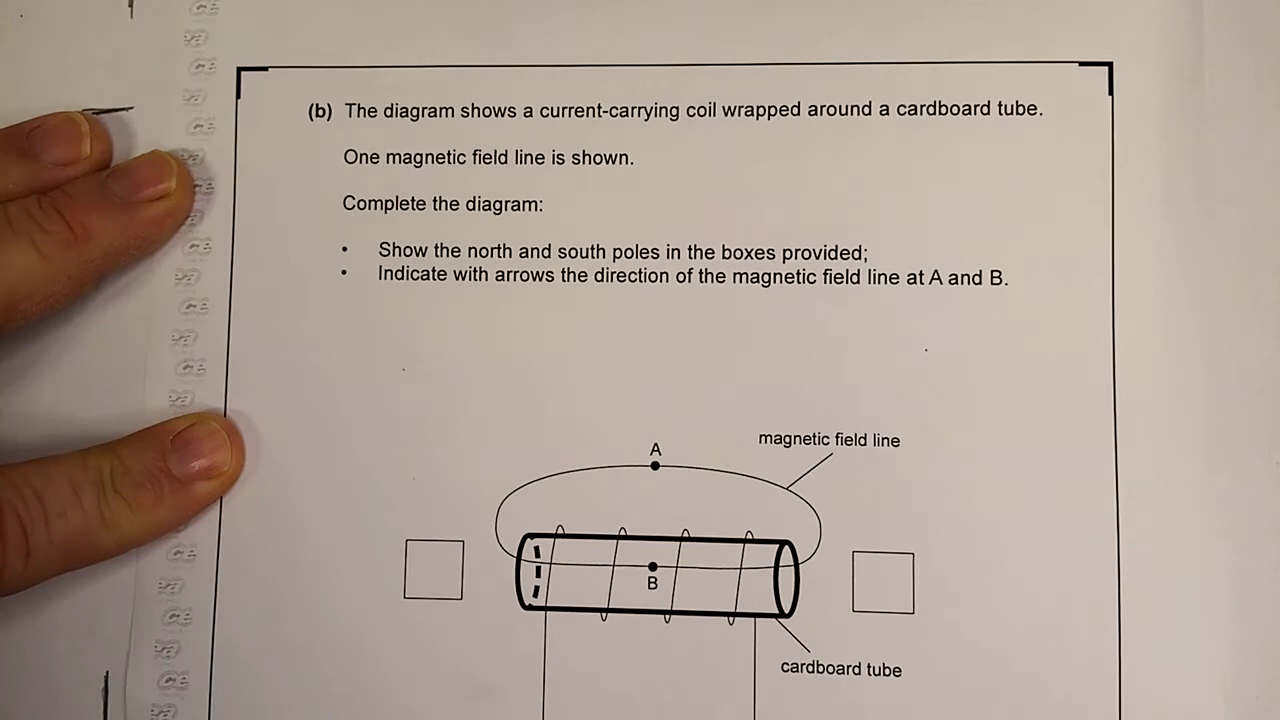 (b) The diagram shows a current-carrying coil wrapped around a cardboard tube.
One magnetic field line is shown.
Complete the diagram:
• Show the north and south poles in the boxes provided;
• Indicate with arrows the direction of the magnetic field line at A and B.
magnetic field line
A
B
cardboard tube